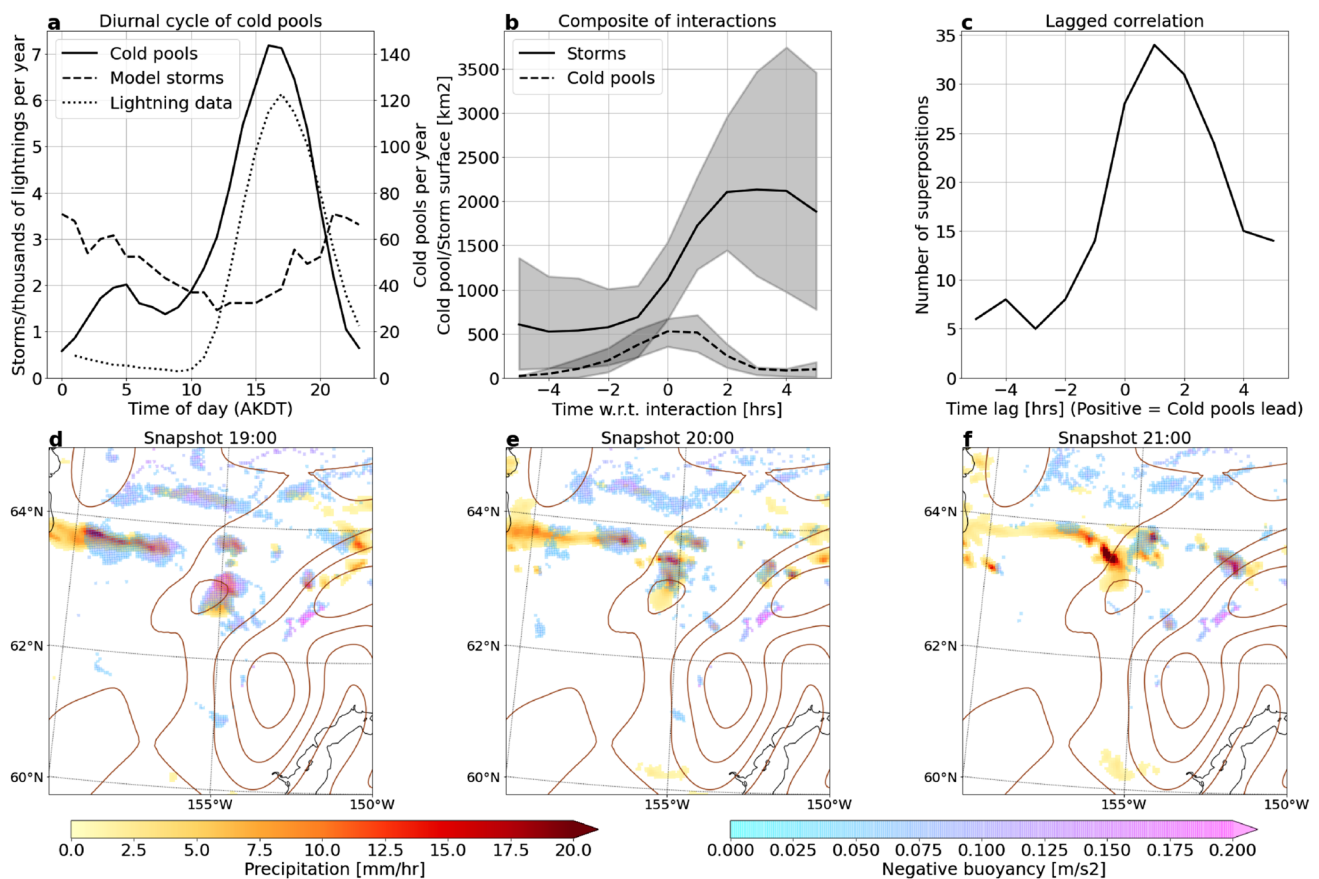 a Diurnal cycle of cold pools
b Composite of interactions
c Lagged correlation
Storms/thousands of lightnings per year
7
6
5
4
3
2
1
0
Cold pools
Model storms
Lightning data
140
120
100
80
60
40
20
0
Cold pools per year
0 5 10 15 20
Time of day (AKDT)
Cold pool/Storm surface [km2]
3500
3000
2500
2000
1500
1000
500
0
Storms
Cold pools
−4 −2 0 2 4
Time w.r.t. interaction [hrs]
Number of superpositions
35
30
25
20
15
10
5
0
−4 −2 0 2 4
Time lag [hrs] (Positive = Cold pools lead)
d Snapshot 19:00
64°N
62°N
60°N
155°W 150°W
e Snapshot 20:00
64°N
62°N
60°N
155°W 150°W
f Snapshot 21:00
64°N
62°N
60°N
155°W 150°W
0.0 2.5 5.0 7.5 10.0 12.5 15.0 17.5 20.0
Precipitation [mm/hr]
0.000 0.025 0.050 0.075 0.100 0.125 0.150 0.175 0.200
Negative buoyancy [m/s2]